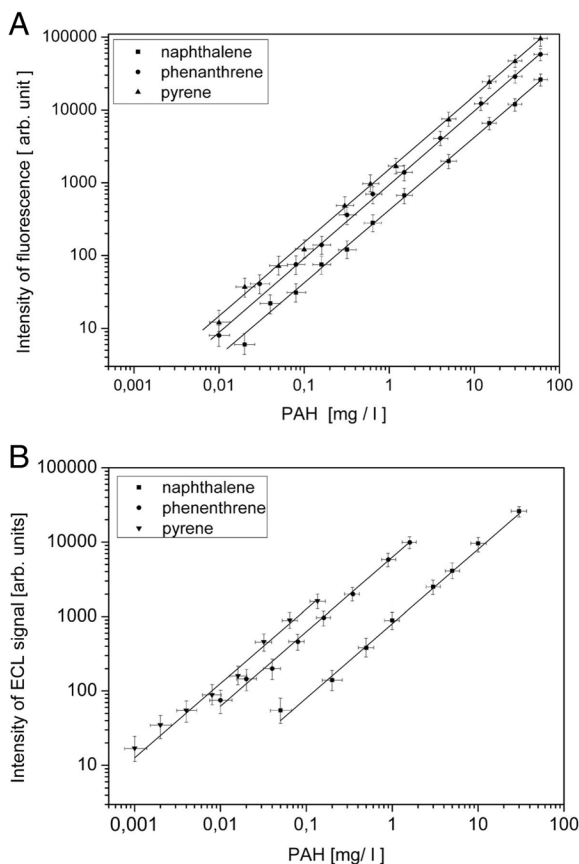 A
Intensity of fluorescence [ arb. unit]
100000
10000
1000
100
10
naphthalene
phenanthrene
pyrene
0,001 0,01 0,1 1 10 100
PAH [mg / l ]
B
Intensity of ECL signal [arb. units]
100000
10000
1000
100
10
naphthalene
phenenthrene
pyrene
0,001 0,01 0,1 1 10 100
PAH [mg/ l ]